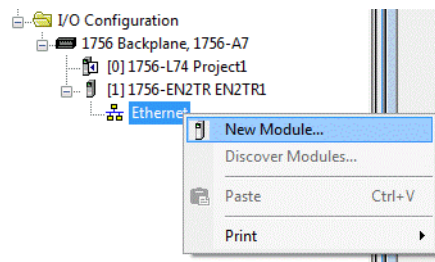 I/O Configuration
1756 Backplane, 1756-A7
[0] 1756-L74 Project1
[1] 1756-EN2TR EN2TR1
Ethernet
New Module...
Discover Modules...
Paste Ctrl+V
Print